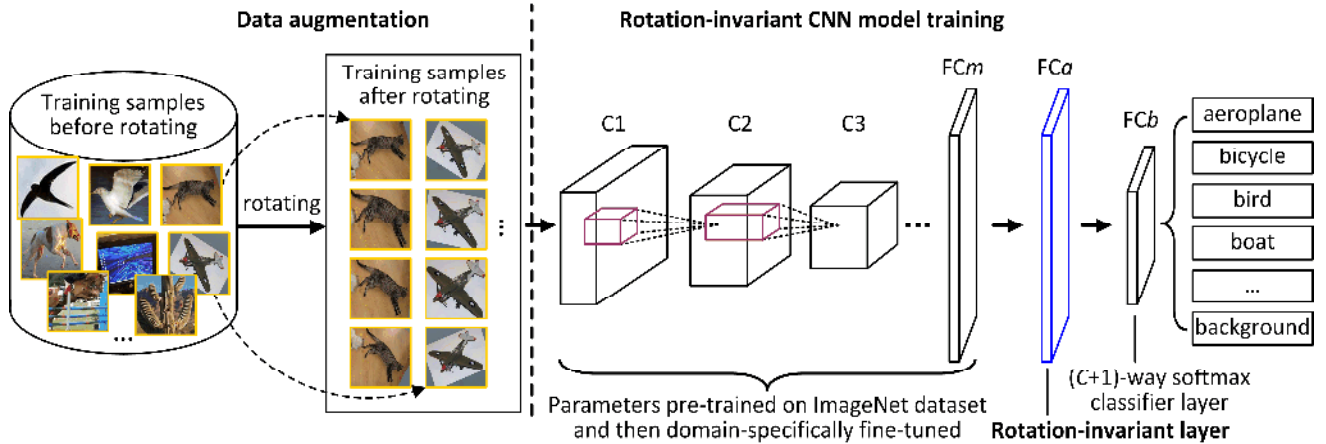 Data augmentation
Rotation-invariant CNN model training
Training samples
before rotating
rotating
Training samples
after rotating
...
...
C1
C2
C3
...
FCm
FCa
FCb
aeroplane
bicycle
bird
boat
...
background
Parameters pre-trained on ImageNet dataset
and then domain-specifically fine-tuned
(C+1)-way softmax
classifier layer
Rotation-invariant layer